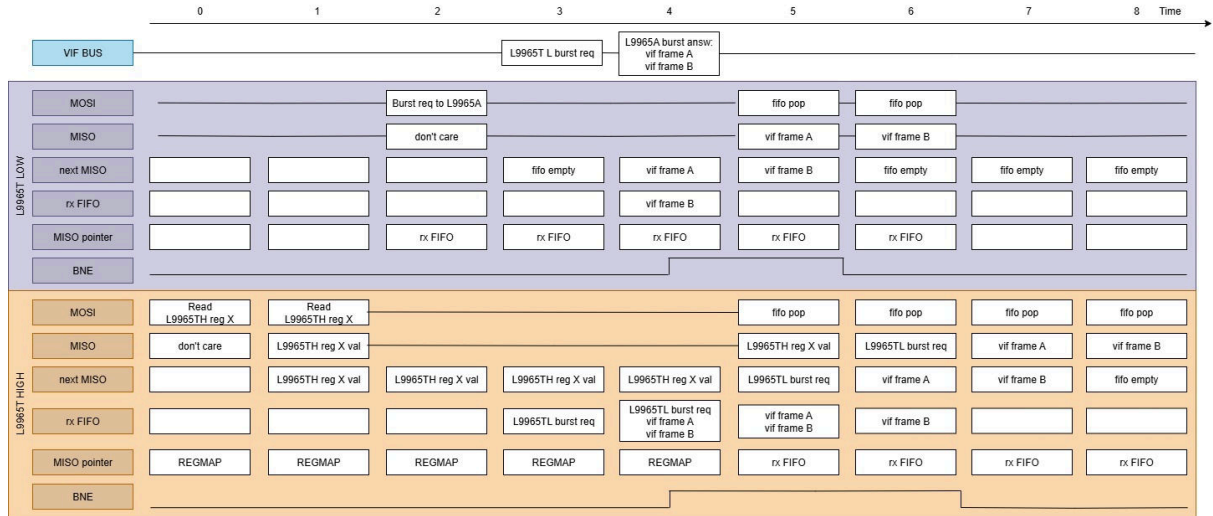 0 1 2 3 4 5 6 7 8 Time
L9965A burst answ:
VIF BUS L9965T L burst req vif frame A
vif frame B
L9965T LOW
MOSI Burst req to L9965A fifo pop fifo pop
MISO don't care vif frame A vif frame B
next MISO fifo empty vif frame A vif frame B fifo empty fifo empty fifo empty
rx FIFO vif frame B
MISO pointer rx FIFO rx FIFO rx FIFO rx FIFO rx FIFO
BNE
L9965T HIGH
Read Read
MOSI L9965TH reg X L9965TH reg X fifo pop fifo pop fifo pop fifo pop
MISO don't care L9965TH reg X val L9965TH reg X val L9965TL burst req vif frame A vif frame B
next MISO L9965TH reg X val L9965TH reg X val L9965TH reg X val L9965TH reg X val L9965TL burst req vif frame A vif frame B fifo empty
L9965TL burst req vif frame A
rx FIFO L9965TL burst req vif frame A vif frame B vif frame B
vif frame B
MISO pointer REGMAP REGMAP REGMAP REGMAP REGMAP rx FIFO rx FIFO rx FIFO rx FIFO
BNE